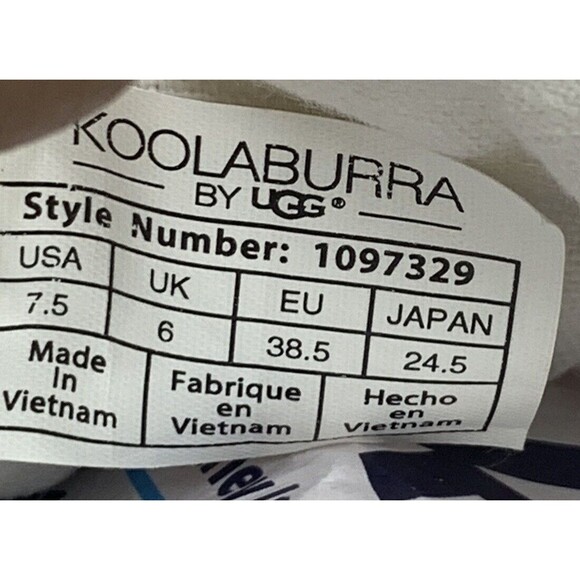 KOOLABURRA
BY UGG®
Style Number: 1097329
USA UK EU JAPAN
7.5 6 38.5 24.5
Made
In
Vietnam
Fabrique
en
Vietnam
Hecho
en
Vietnam